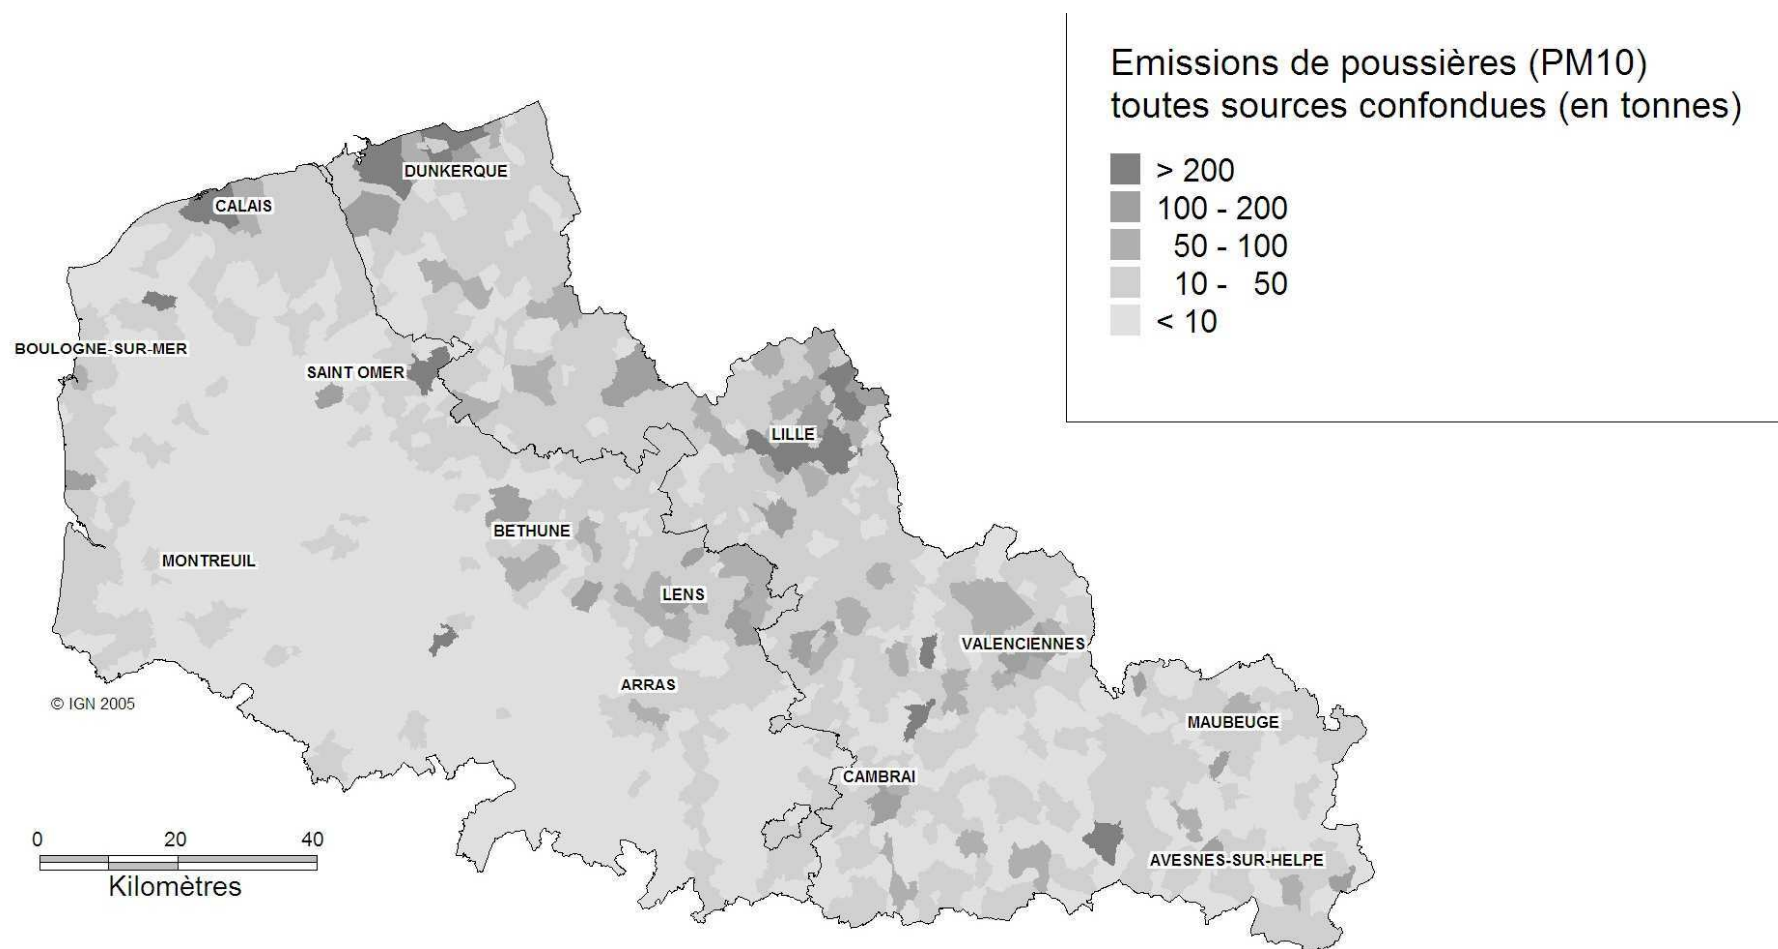 Emissions de poussières (PM10)
toutes sources confondues (en tonnes)
> 200
100 - 200
50 - 100
10 - 50
< 10
DUNKERQUE
CALAIS
BOULOGNE-SUR-MER
SAINT OMER
LILLE
BETHUNE
MONTREUIL
LENS
VALENCIENNES
ARRAS
© IGN 2005
MAUBEUGE
CAMBRAI
AVESNES-SUR-HELPE
0 20 40
Kilomètres